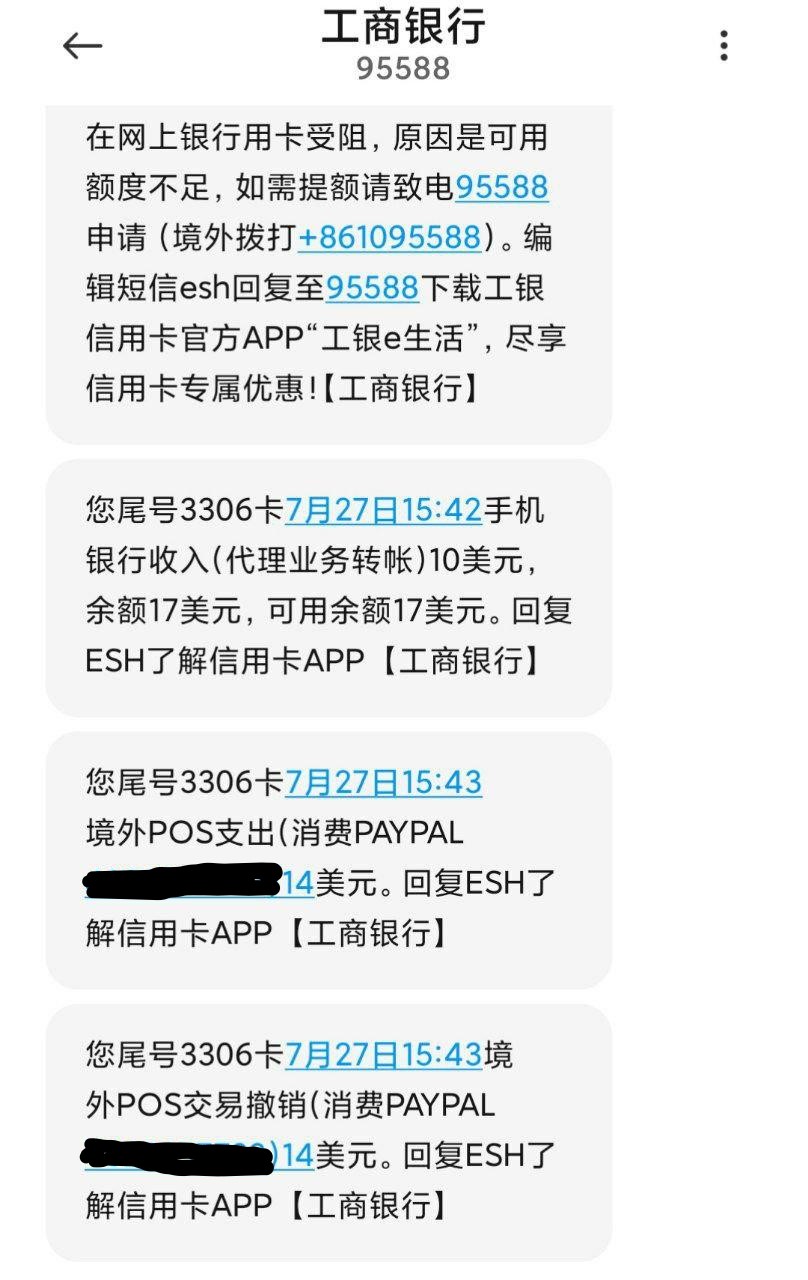 工商银行
95588
在网上银行用卡受阻，原因是可用
额度不足，如需提额请致电95588
申请（境外拨打+861095588）。编
辑短信esh回复至95588下载工银
信用卡官方APP“工银e生活”，尽享
信用卡专属优惠!【工商银行】
您尾号3306卡7月27日15:42手机
银行收入(代理业务转帐)10美元，
余额17美元，可用余额17美元。回复
ESH了解信用卡APP【工商银行】
您尾号3306卡7月27日15:43
境外POS支出(消费PAYPAL
14美元。回复ESH了
解信用卡APP【工商银行】
您尾号3306卡7月27日15:43境
外POS交易撤销(消费PAYPAL
)14美元。回复ESH了
解信用卡APP【工商银行】